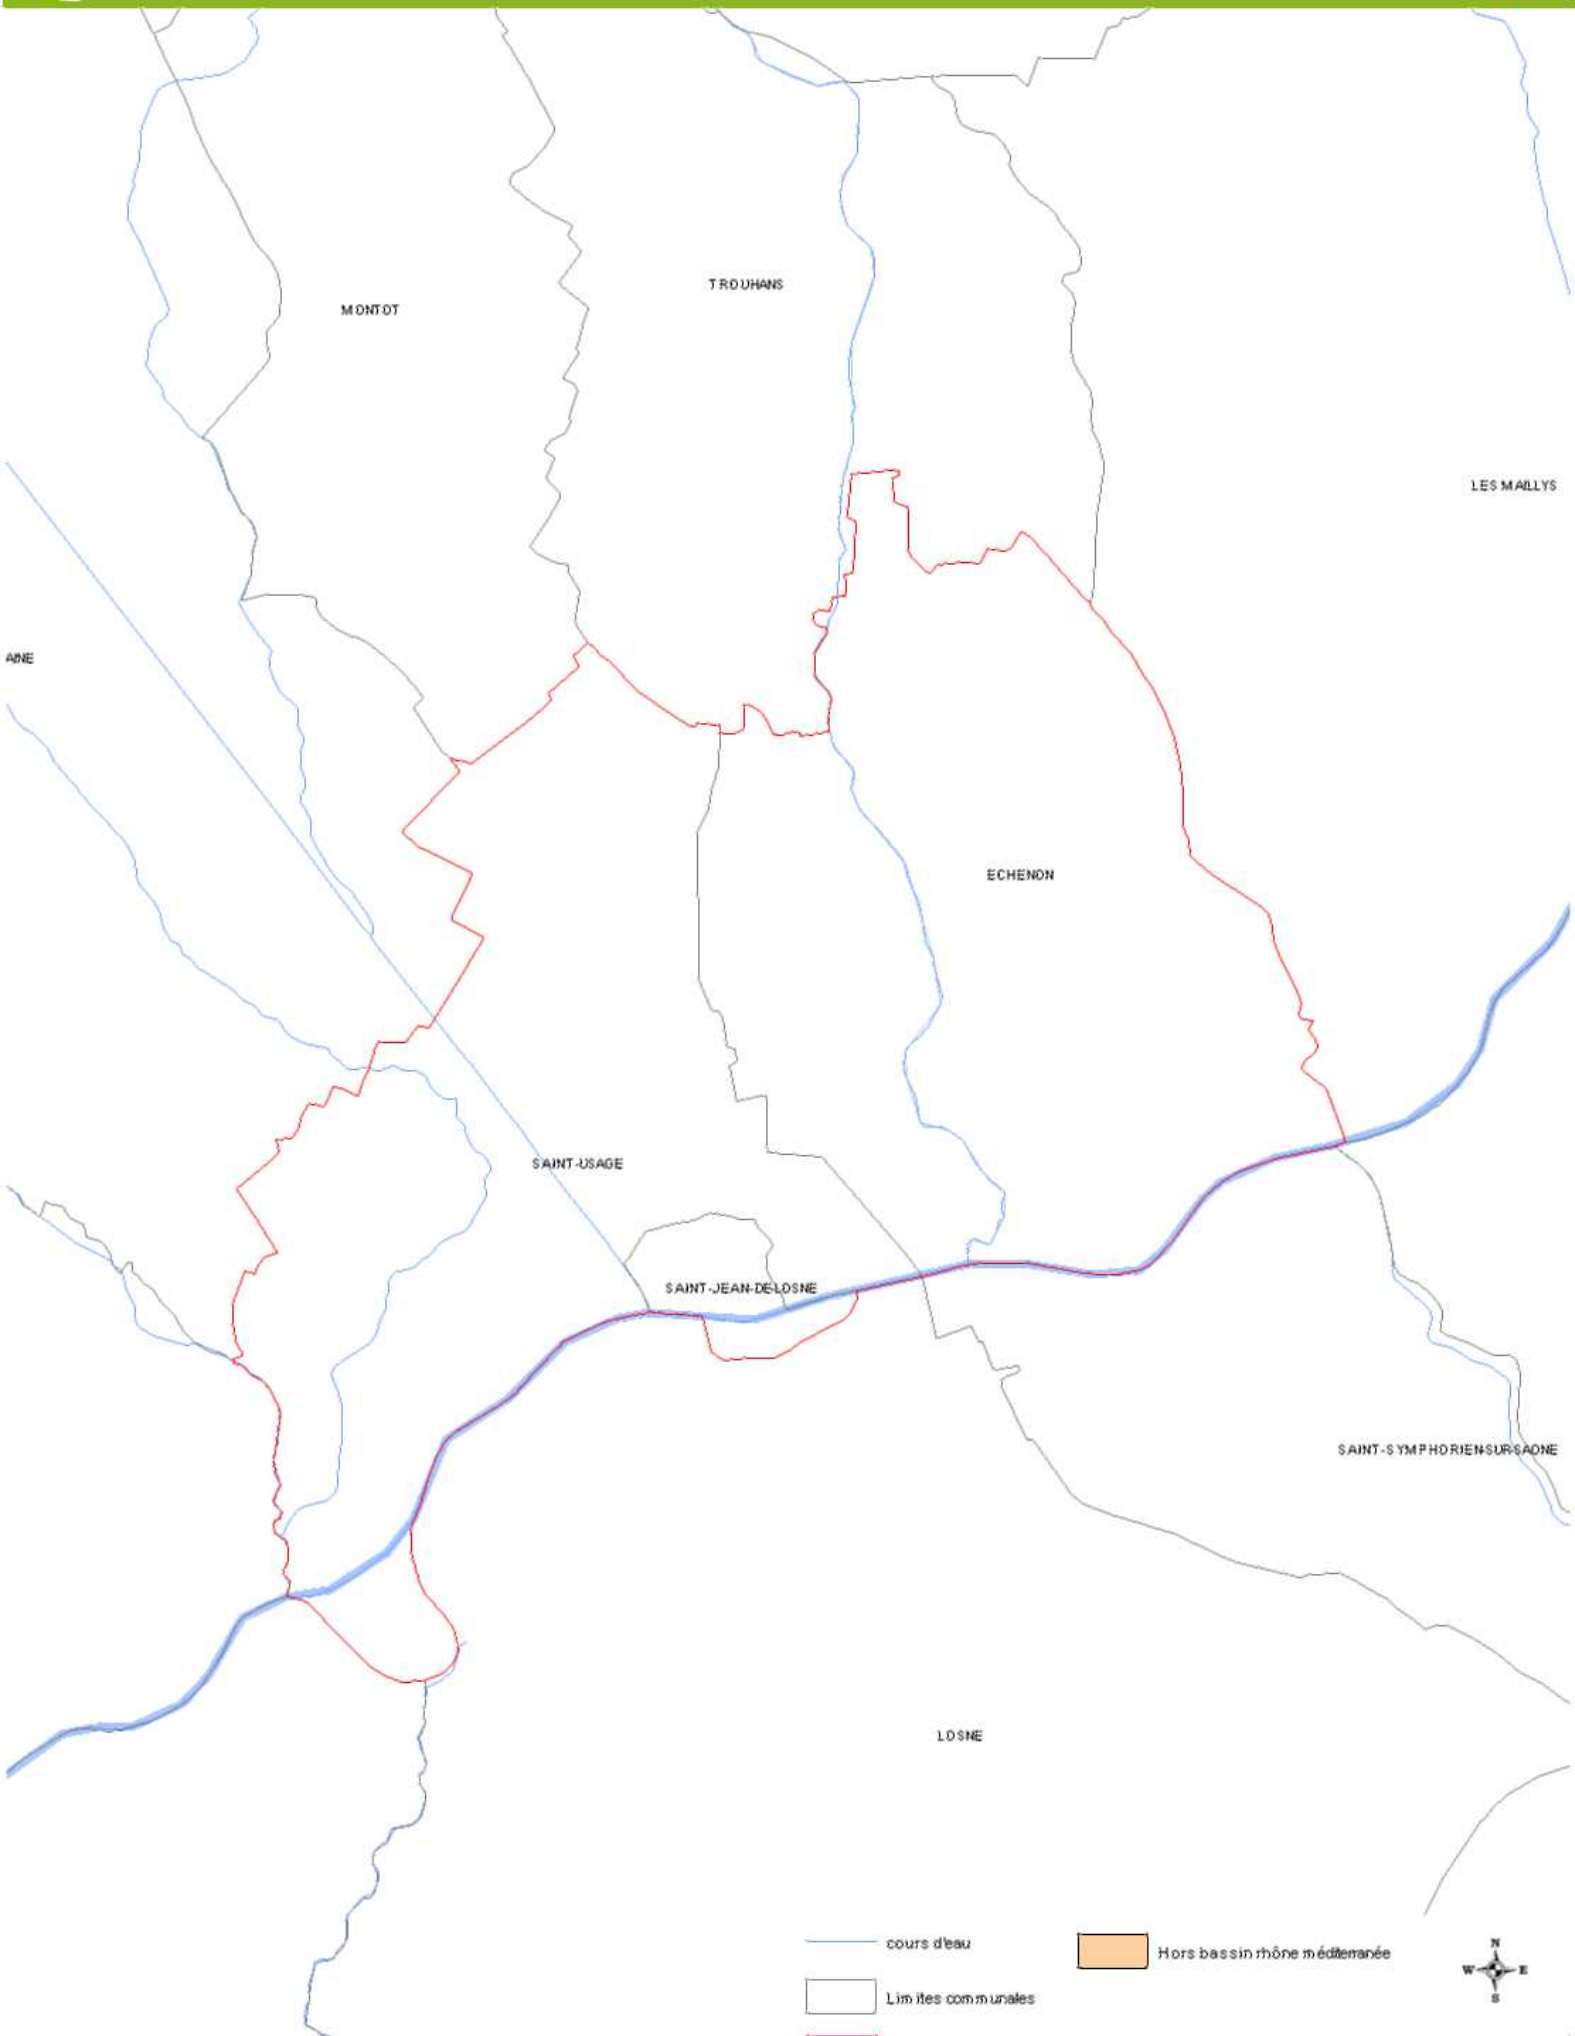 TROUHANS
MONTOT
LES MAILLYS
AINE
ECHENON
SAINT-USAGE
SAINT-JEAN-DE-LOSNE
SAINT-SYMPHORIEN-SUR-SAONE
LOSNE
cours d'eau
Hors bassin rhône méditerranée
Limites communales
N
W E
S